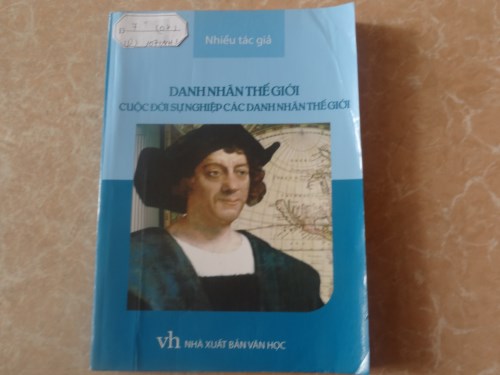 Nhiều tác giả
DANH NHÂN THẾ GIỚI
CUỘC ĐỜI SỰ NGHIỆP CÁC DANH NHÂN THẾ GIỚI
vh NHÀ XUẤT BẢN VĂN HỌC